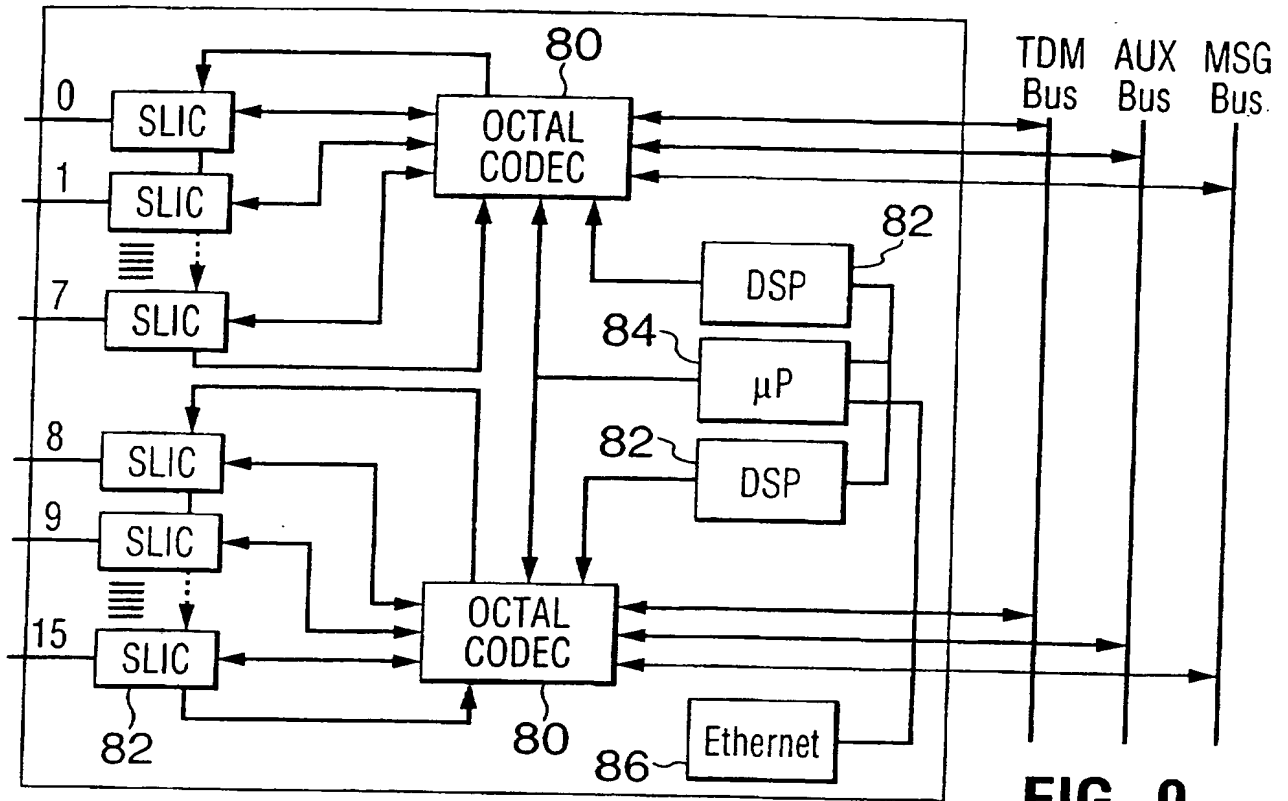 80
TDM Bus
AUX Bus
MSG Bus
0
SLIC
OCTAL CODEC
1
SLIC
82
DSP
7
SLIC
84
µP
8
SLIC
82
DSP
9
SLIC
OCTAL CODEC
15
SLIC
82
80
Ethernet
86